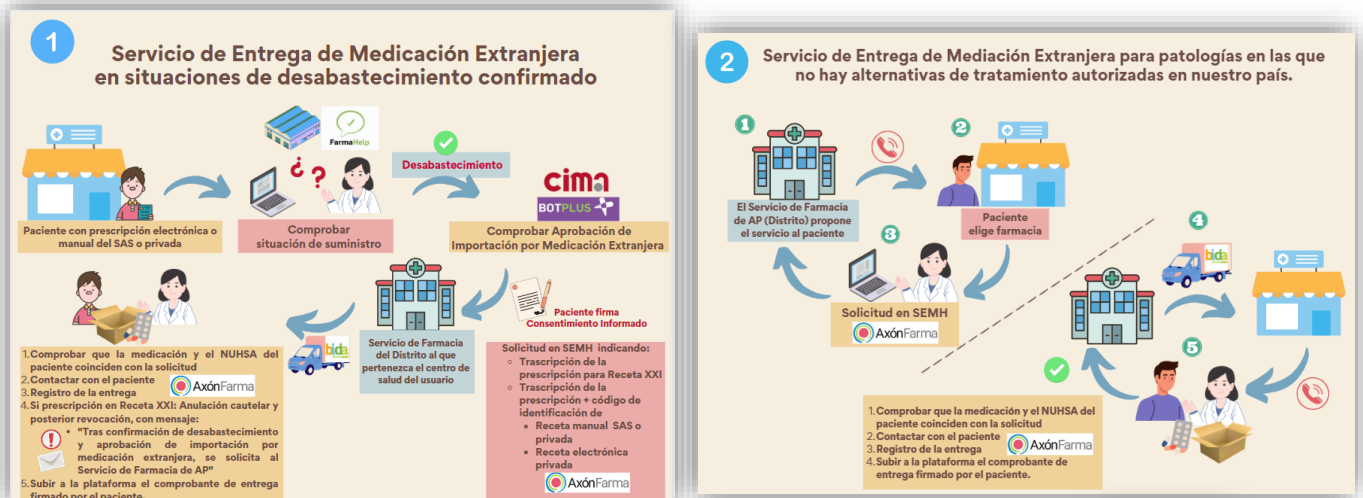 1
Servicio de Entrega de Medicación Extranjera
en situaciones de desabastecimiento confirmado
FarmaHelp
¿ ?
Desabastecimiento
cima
BOTPLUS
Paciente con prescripción electrónica o
manual del SAS o privada
Comprobar
situación de suministro
Comprobar Aprobación de
Importación por Medicación Extranjera
Paciente firma
Consentimiento Informado
bida
Servicio de Farmacia
del Distrito al que
pertenezca el centro de
salud del usuario
Solicitud en SEMH indicando:
Trascripción de la
prescripción para Receta XXI
Trascripción de la
prescripción + código de
identificación de
Receta manual SAS o
privada
Receta electrónica
privada
AxónFarma
1.Comprobar que la medicación y el NUHSA del
paciente coinciden con la solicitud
2.Contactar con el paciente
AxónFarma
3.Registro de la entrega
4.Si prescripción en Receta XXI: Anulación cautelar y
posterior revocación, con mensaje:
"Tras confirmación de desabastecimiento
y aprobación de importación por
medicación extranjera, se solicita al
Servicio de Farmacia de AP"
5.Subir a la plataforma el comprobante de entrega
firmado por el paciente
2
Servicio de Entrega de Mediación Extranjera para patologías en las que
no hay alternativas de tratamiento autorizadas en nuestro país.
1
2
El Servicio de Farmacia
de AP (Distrito) propone
el servicio al paciente
Paciente
elige farmacia
3
Solicitud en SEMH
AxónFarma
4
bida
5
1.Comprobar que la medicación y el NUHSA del
paciente coinciden con la solicitud
2.Contactar con el paciente
AxónFarma
3.Registro de la entrega
4.Subir a la plataforma el comprobante de
entrega firmado por el paciente.